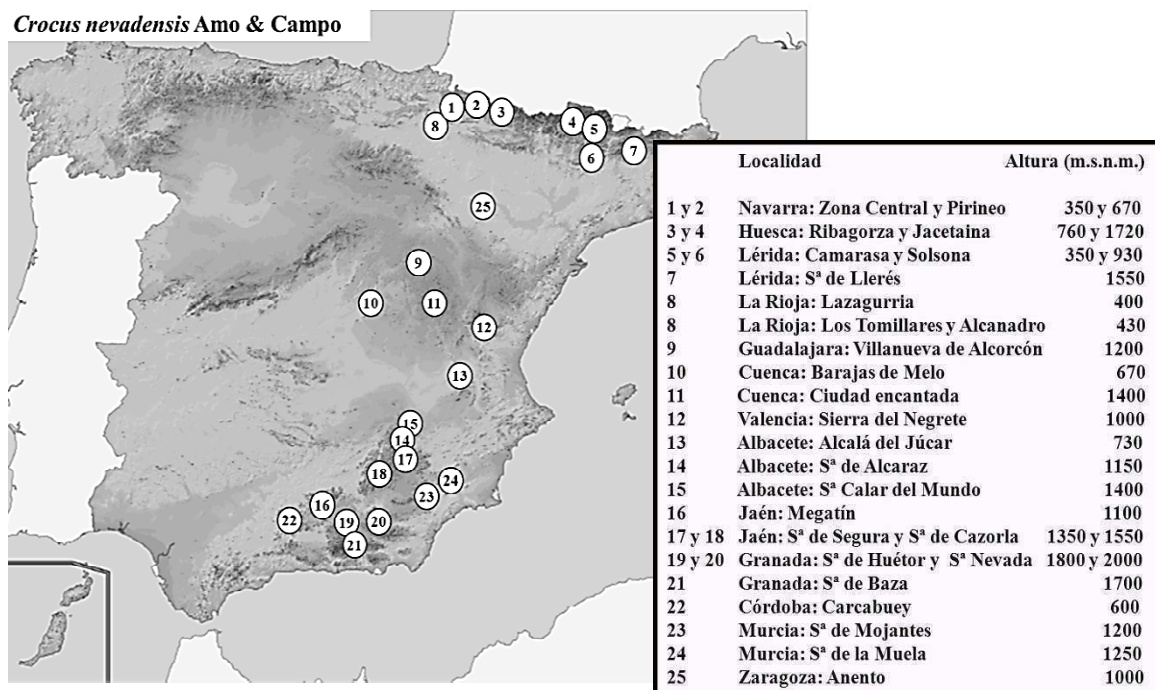 Crocus nevadensis Amo & Campo
1
2
3
4
5
6
7
8
25
9
10
11
12
13
15
14
17
18
24
23
16
22
19
20
21
Localidad Altura (m.s.n.m.)
1 y 2 Navarra: Zona Central y Pirineo 350 y 670
3 y 4 Huesca: Ribagorza y Jacetaina 760 y 1720
5 y 6 Lérida: Camarasa y Solsona 350 y 930
7 Lérida: Sª de Llerés 1550
8 La Rioja: Lazagurria 400
8 La Rioja: Los Tomillares y Alcanadro 430
9 Guadalajara: Villanueva de Alcorcón 1200
10 Cuenca: Barajas de Melo 670
11 Cuenca: Ciudad encantada 1400
12 Valencia: Sierra del Negrete 1000
13 Albacete: Alcalá del Júcar 730
14 Albacete: Sª de Alcaraz 1150
15 Albacete: Sª Calar del Mundo 1400
16 Jaén: Megatín 1100
17 y 18 Jaén: Sª de Segura y Sª de Cazorla 1350 y 1550
19 y 20 Granada: Sª de Huétor y Sª Nevada 1800 y 2000
21 Granada: Sª de Baza 1700
22 Córdoba: Carcabuey 600
23 Murcia: Sª de Mojantes 1200
24 Murcia: Sª de la Muela 1250
25 Zaragoza: Anento 1000